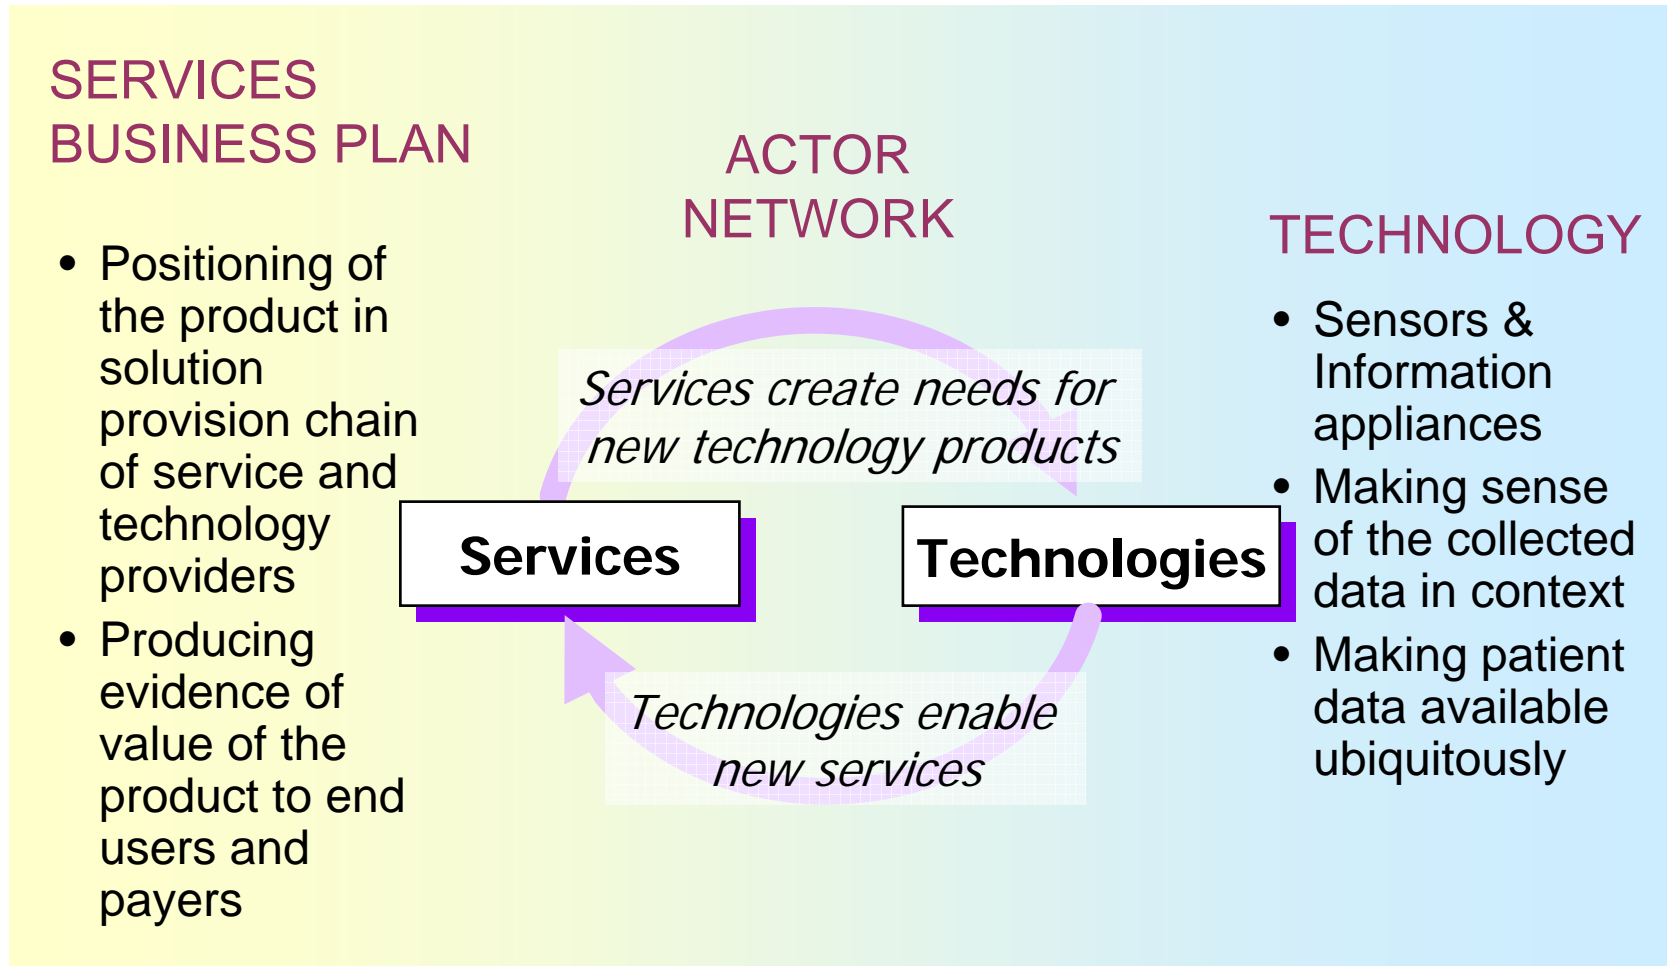 SERVICES
BUSINESS PLAN
• Positioning of
the product in
solution
provision chain
of service and
technology
providers
• Producing
evidence of
value of the
product to end
users and
payers
ACTOR
NETWORK
Services create needs for
new technology products
Services
Technologies
Technologies enable
new services
TECHNOLOGY
• Sensors &
Information
appliances
• Making sense
of the collected
data in context
• Making patient
data available
ubiquitously